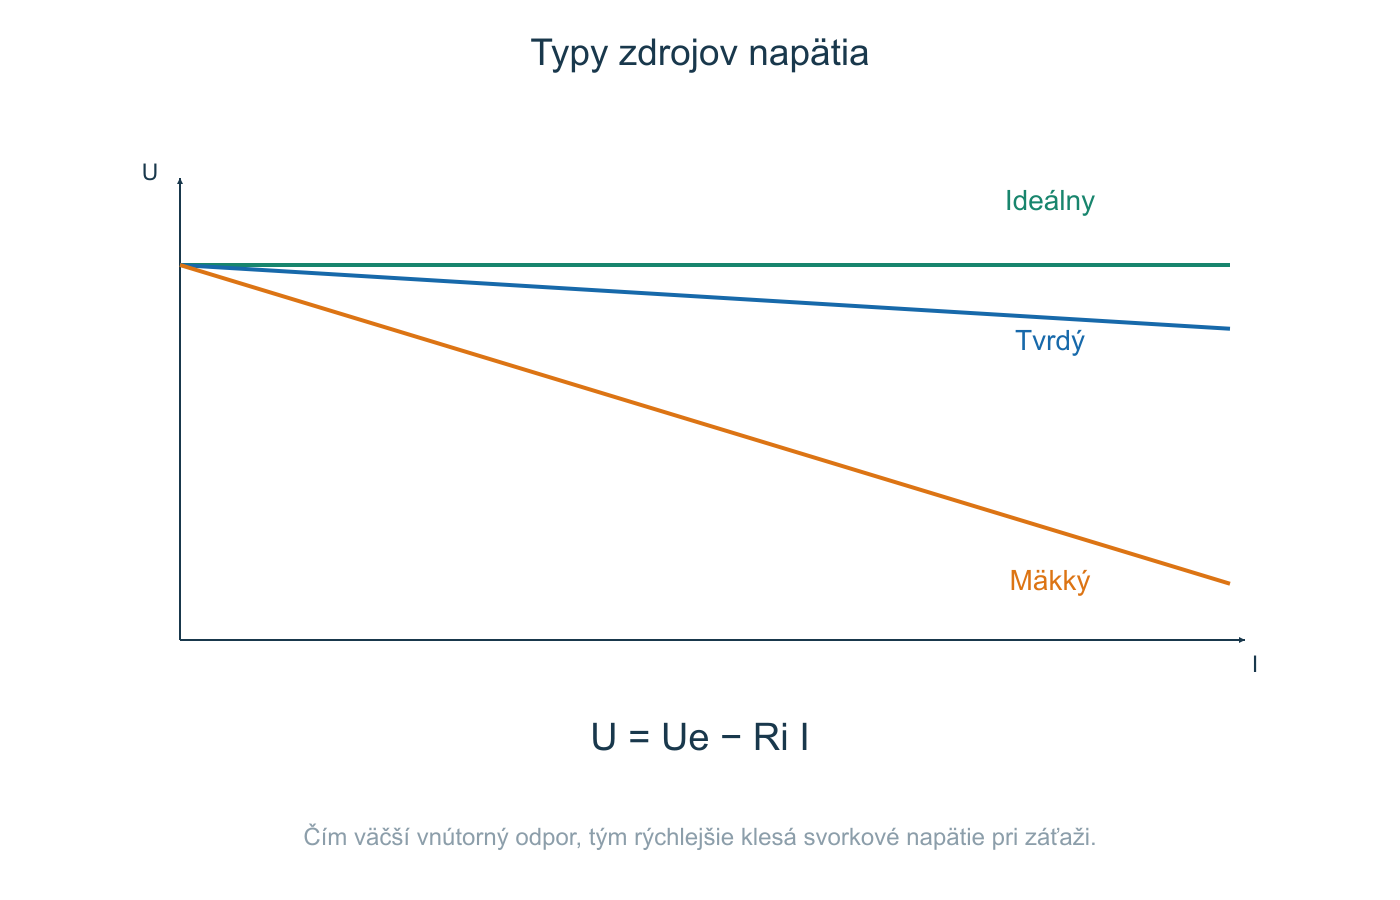 Typy zdrojov napätia
U
Ideálny
Tvrdý
Mäkký
I
U = Ue − Ri I
Čím väčší vnútorný odpor, tým rýchlejšie klesá svorkové napätie pri záťaži.